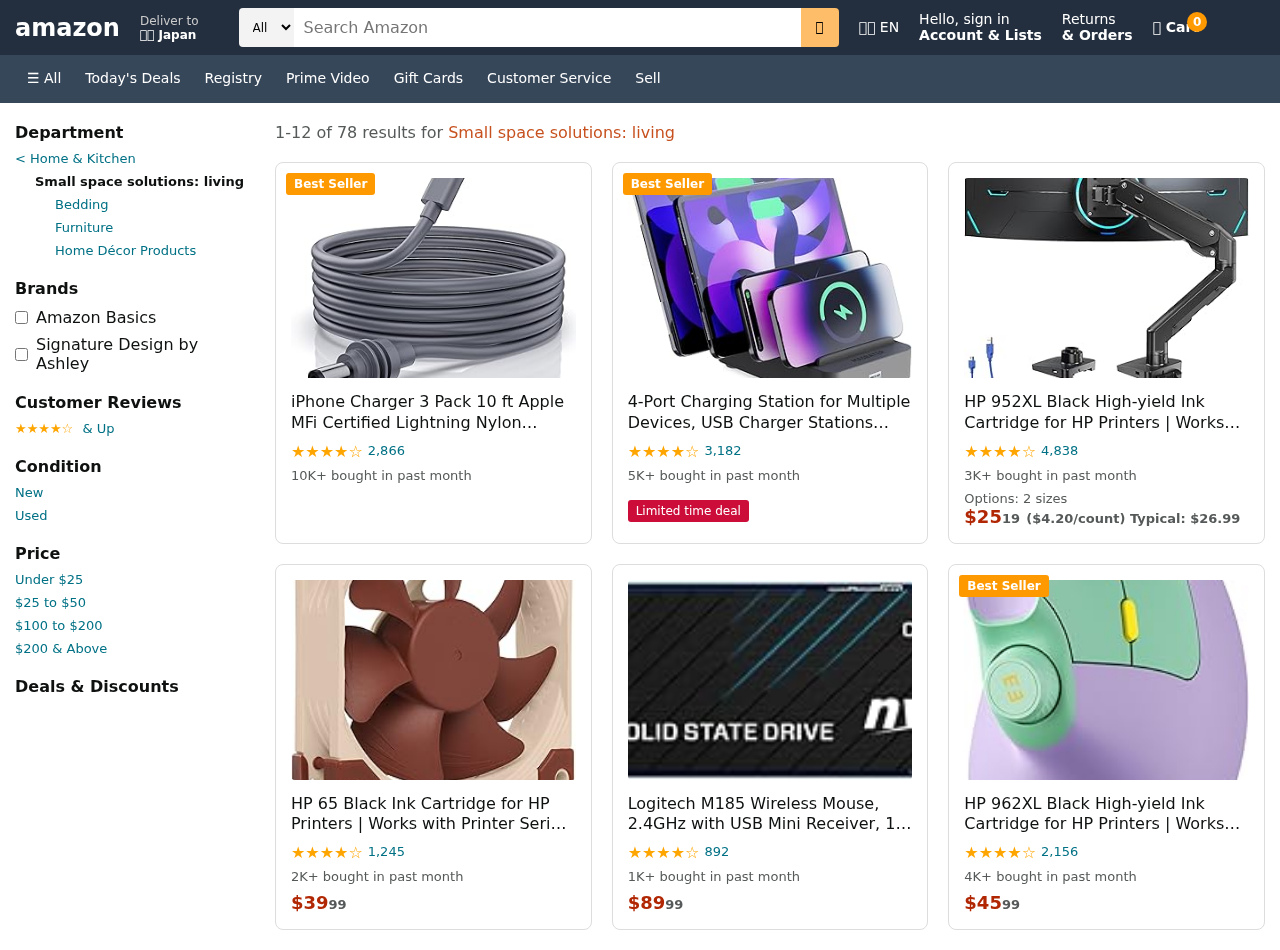 amazon
Deliver to
Japan
All
Search Amazon
EN
Hello, sign in
Account & Lists
Returns
& Orders
0
☰ All
Today's Deals
Registry
Prime Video
Gift Cards
Customer Service
Sell
Department
< Home & Kitchen
Small space solutions: living
Bedding
Furniture
Home Décor Products
Brands
Amazon Basics
Signature Design by
Ashley
Customer Reviews
★★★★☆ & Up
Condition
New
Used
Price
Under $25
$25 to $50
$100 to $200
$200 & Above
Deals & Discounts
1-12 of 78 results for Small space solutions: living
Best Seller
iPhone Charger 3 Pack 10 ft Apple
MFi Certified Lightning Nylon…
★★★★☆ 2,866
10K+ bought in past month
Best Seller
4-Port Charging Station for Multiple
Devices, USB Charger Stations…
★★★★☆ 3,182
5K+ bought in past month
Limited time deal
HP 952XL Black High-yield Ink
Cartridge for HP Printers | Works…
★★★★☆ 4,838
3K+ bought in past month
Options: 2 sizes
$2519 ($4.20/count) Typical: $26.99
HP 65 Black Ink Cartridge for HP
Printers | Works with Printer Seri…
★★★★☆ 1,245
2K+ bought in past month
$3999
OLID STATE DRIVE
Logitech M185 Wireless Mouse,
2.4GHz with USB Mini Receiver, 1…
★★★★☆ 892
1K+ bought in past month
$8999
Best Seller
E3
HP 962XL Black High-yield Ink
Cartridge for HP Printers | Works…
★★★★☆ 2,156
4K+ bought in past month
$4599